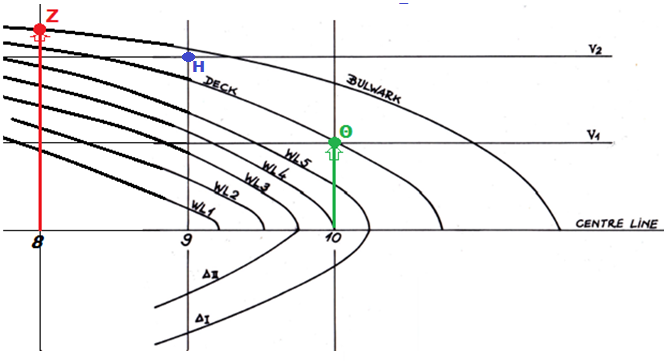 Z
V2
H
DECK
BULWARK
Θ
V1
WL5
WL4
WL3
WL2
WL1
CENTRE LINE
8
9
10
ΔII
ΔI